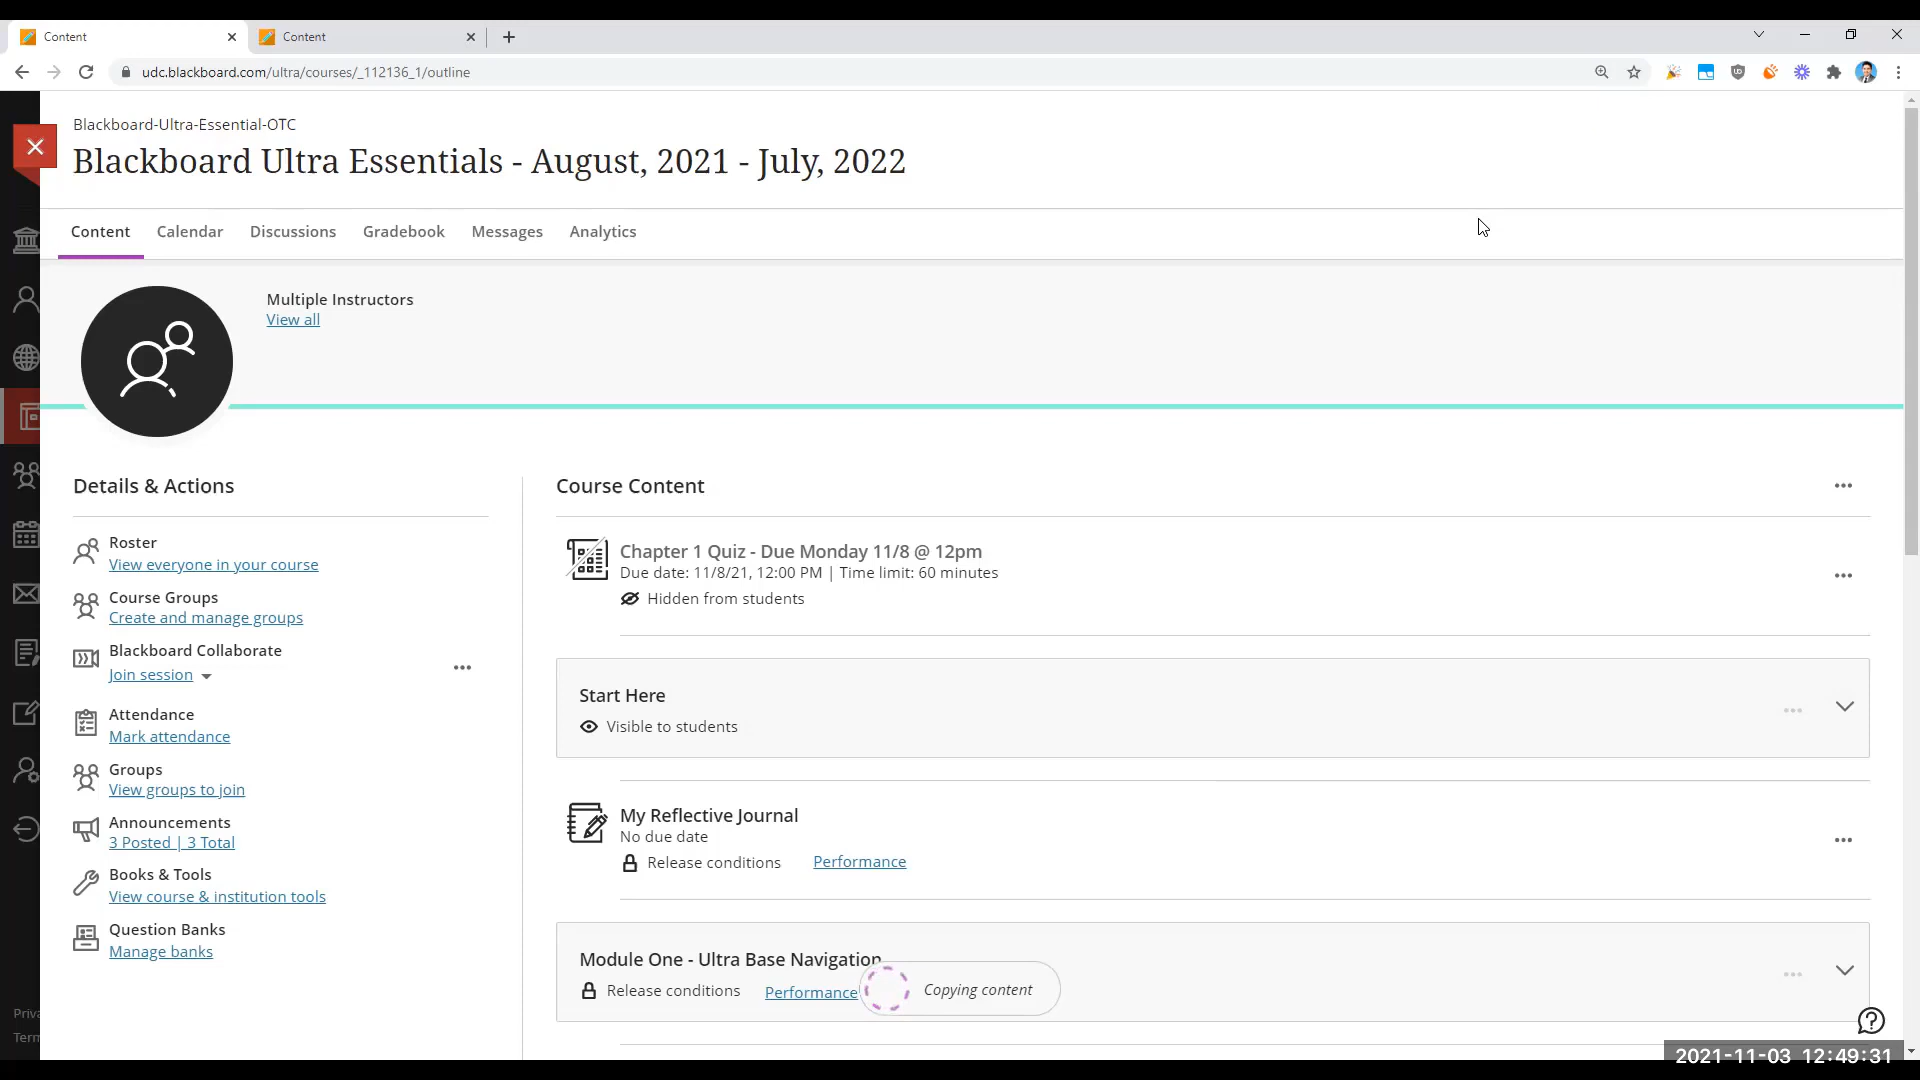 Content
Content
udc.blackboard.com/ultra/courses/_112136_1/outline
Blackboard-Ultra-Essential-OTC
Blackboard Ultra Essentials - August, 2021 - July, 2022
Content
Calendar
Discussions
Gradebook
Messages
Analytics
Multiple Instructors
View all
Details & Actions
Roster
View everyone in your course
Course Groups
Create and manage groups
Blackboard Collaborate
Join session
Attendance
Mark attendance
Groups
View groups to join
Announcements
3 Posted | 3 Total
Books & Tools
View course & institution tools
Question Banks
Manage banks
Course Content
Chapter 1 Quiz - Due Monday 11/8 @ 12pm
Due date: 11/8/21, 12:00 PM | Time limit: 60 minutes
Hidden from students
Start Here
Visible to students
My Reflective Journal
No due date
Release conditions Performance
Module One - Ultra Base Navigation
Release conditions Performance
Copying content
Priva
Term
2021-11-03 12:49:31